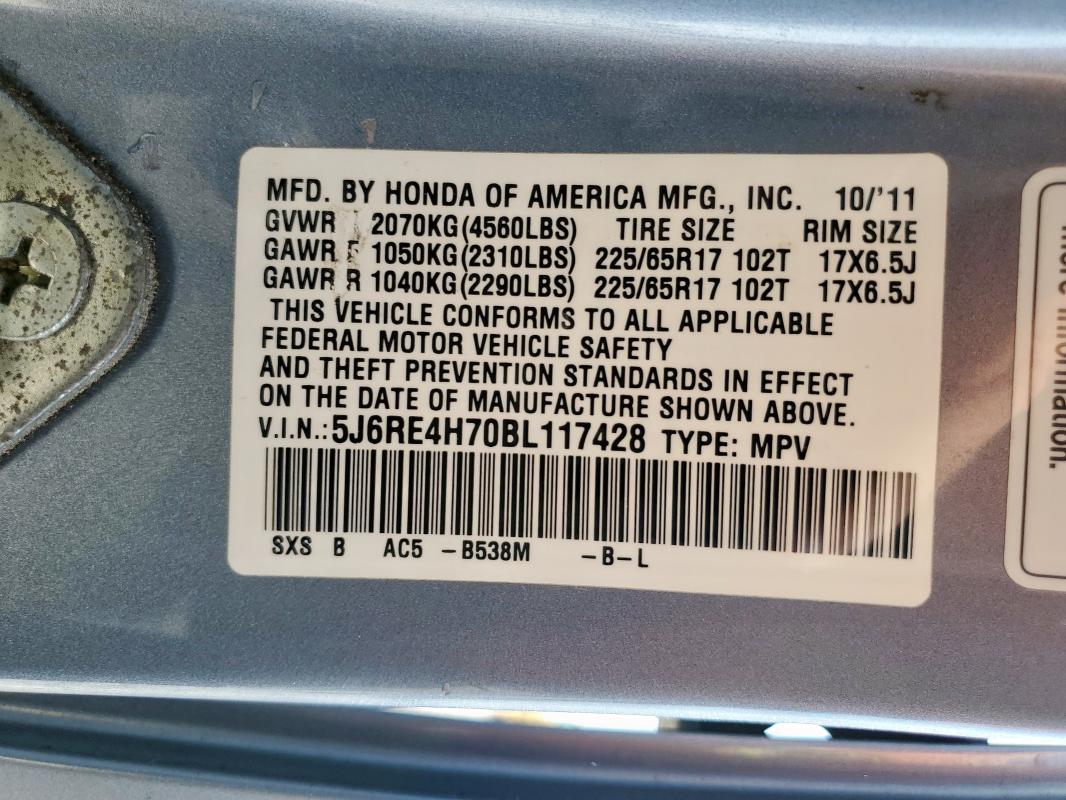 MFD. BY HONDA OF AMERICA MFG., INC. 10/'11
GVWR 2070KG(4560LBS) TIRE SIZE RIM SIZE
GAWR F 1050KG(2310LBS) 225/65R17 102T 17X6.5J
GAWR R 1040KG(2290LBS) 225/65R17 102T 17X6.5J
THIS VEHICLE CONFORMS TO ALL APPLICABLE
FEDERAL MOTOR VEHICLE SAFETY
AND THEFT PREVENTION STANDARDS IN EFFECT
ON THE DATE OF MANUFACTURE SHOWN ABOVE.
V.I.N.:5J6RE4H70BL117428 TYPE: MPV
SXS B AC5 -B538M -B-L
more information.